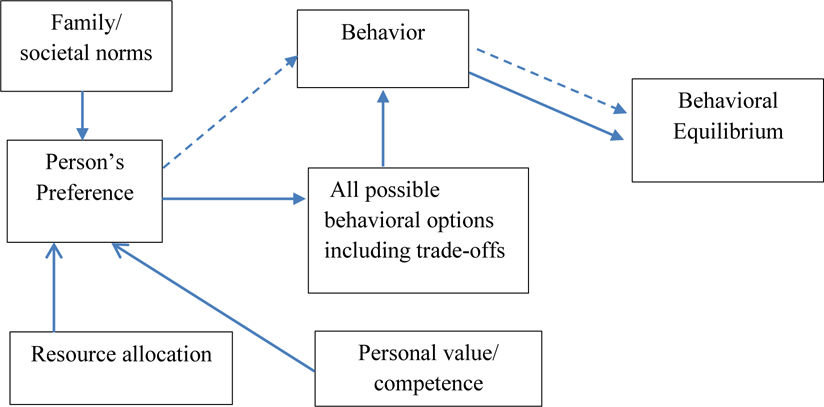 Family/
societal norms
Behavior
Behavioral
Equilibrium
Person’s
Preference
All possible
behavioral options
including trade-offs
Resource allocation
Personal value/
competence